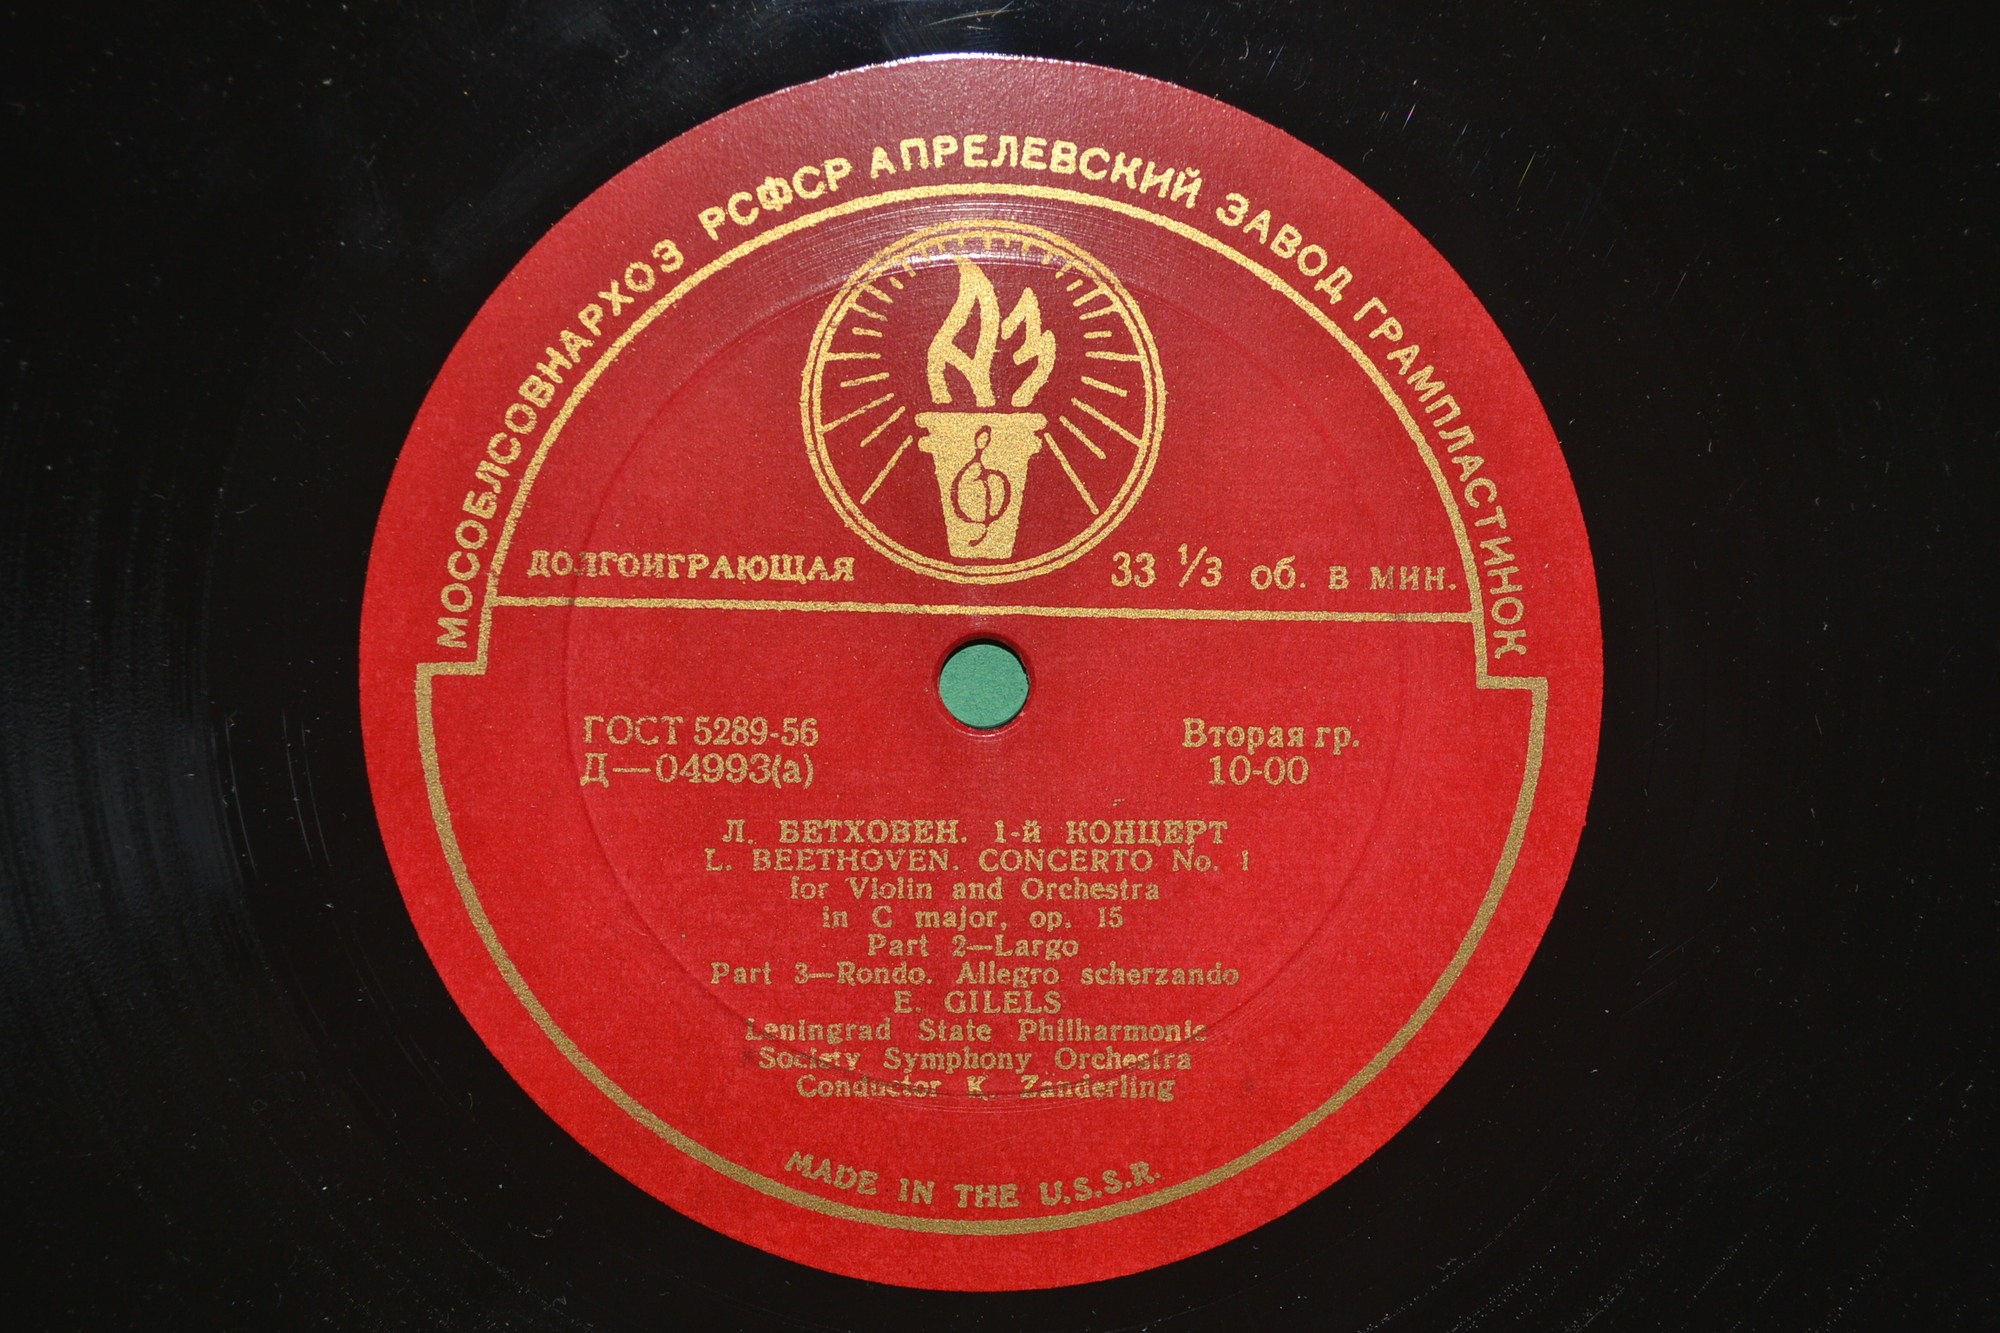 МОСОБЛСОВНАРХОЗ РСФСР АПРЕЛЕВСКИЙ ЗАВОД ГРАМПЛАСТИНОК
АЗ
ДОЛГОИГРАЮЩАЯ 33 1/3 об. в мин.
ГОСТ 5289-56 Вторая гр.
Д—04993(а) 10-00
Л. БЕТХОВЕН. 1-й КОНЦЕРТ
L. BEETHOVEN. CONCERTO No. 1
for Violin and Orchestra
in C major, op. 15
Part 2—Largo
Part 3—Rondo. Allegro scherzando
E. GILELS
Leningrad State Philharmonic
Society Symphony Orchestra
Conductor K. Zanderling
MADE IN THE U.S.S.R.